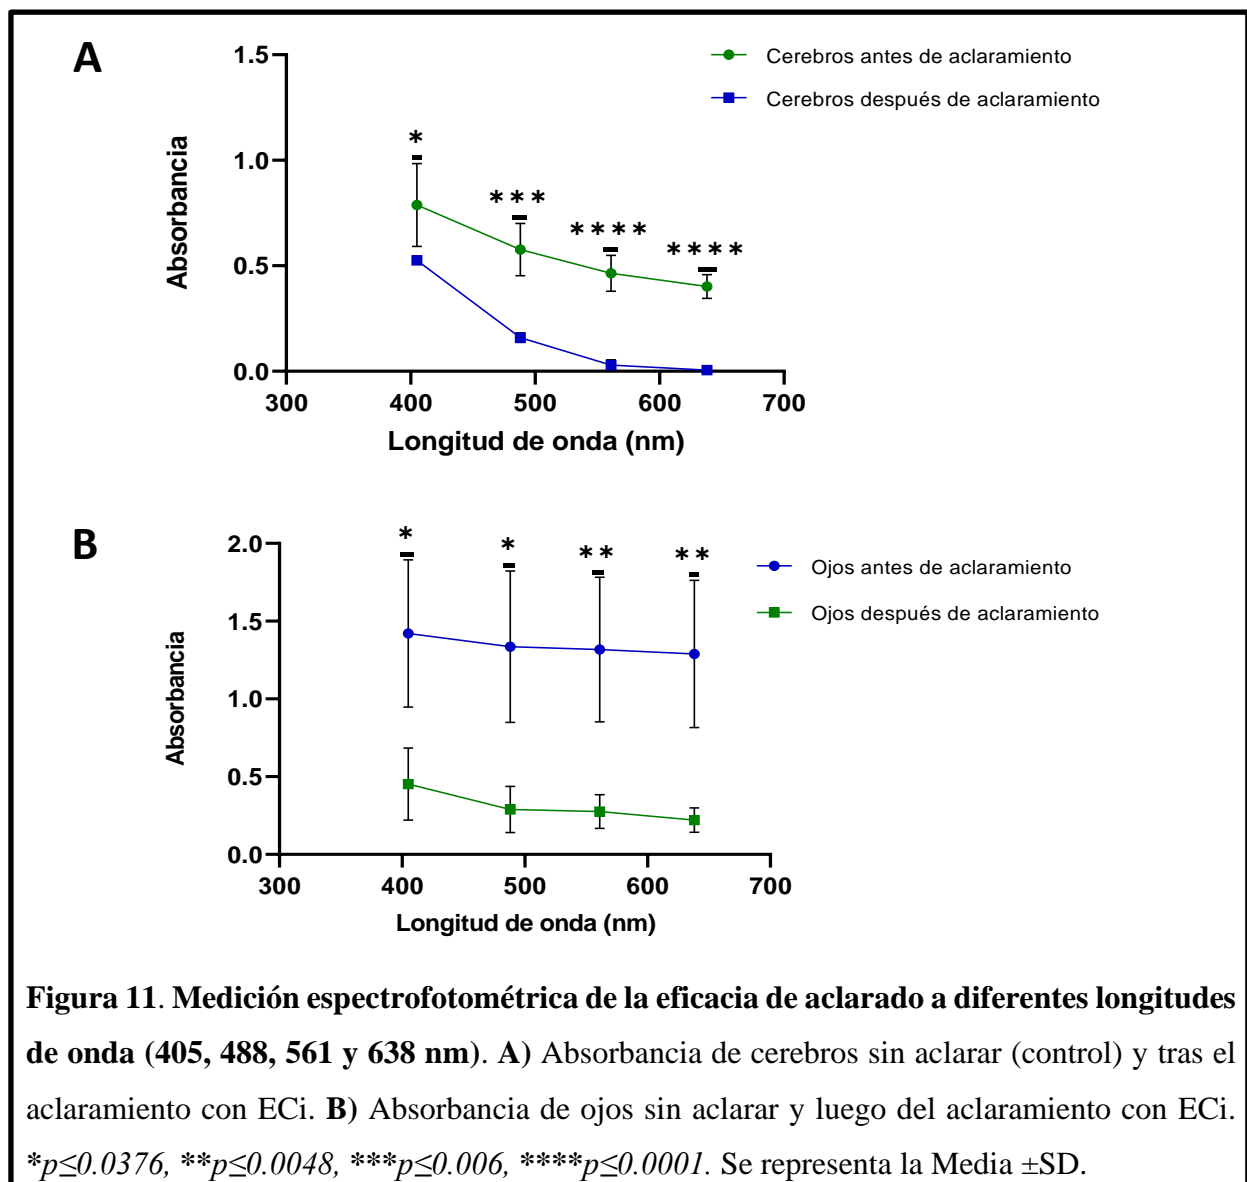 A
1.5
1.0
0.5
0.0
Absorbancia
*
***
****
****
300 400 500 600 700
Longitud de onda (nm)
Cerebros antes de aclaramiento
Cerebros después de aclaramiento
B
2.0
1.5
1.0
0.5
0.0
Absorbancia
*
*
**
**
300 400 500 600 700
Longitud de onda (nm)
Ojos antes de aclaramiento
Ojos después de aclaramiento
Figura 11. Medición espectrofotométrica de la eficacia de aclarado a diferentes longitudes
de onda (405, 488, 561 y 638 nm). A) Absorbancia de cerebros sin aclarar (control) y tras el
aclaramiento con ECi. B) Absorbancia de ojos sin aclarar y luego del aclaramiento con ECi.
*p≤0.0376, **p≤0.0048, ***p≤0.006, ****p≤0.0001. Se representa la Media ±SD.